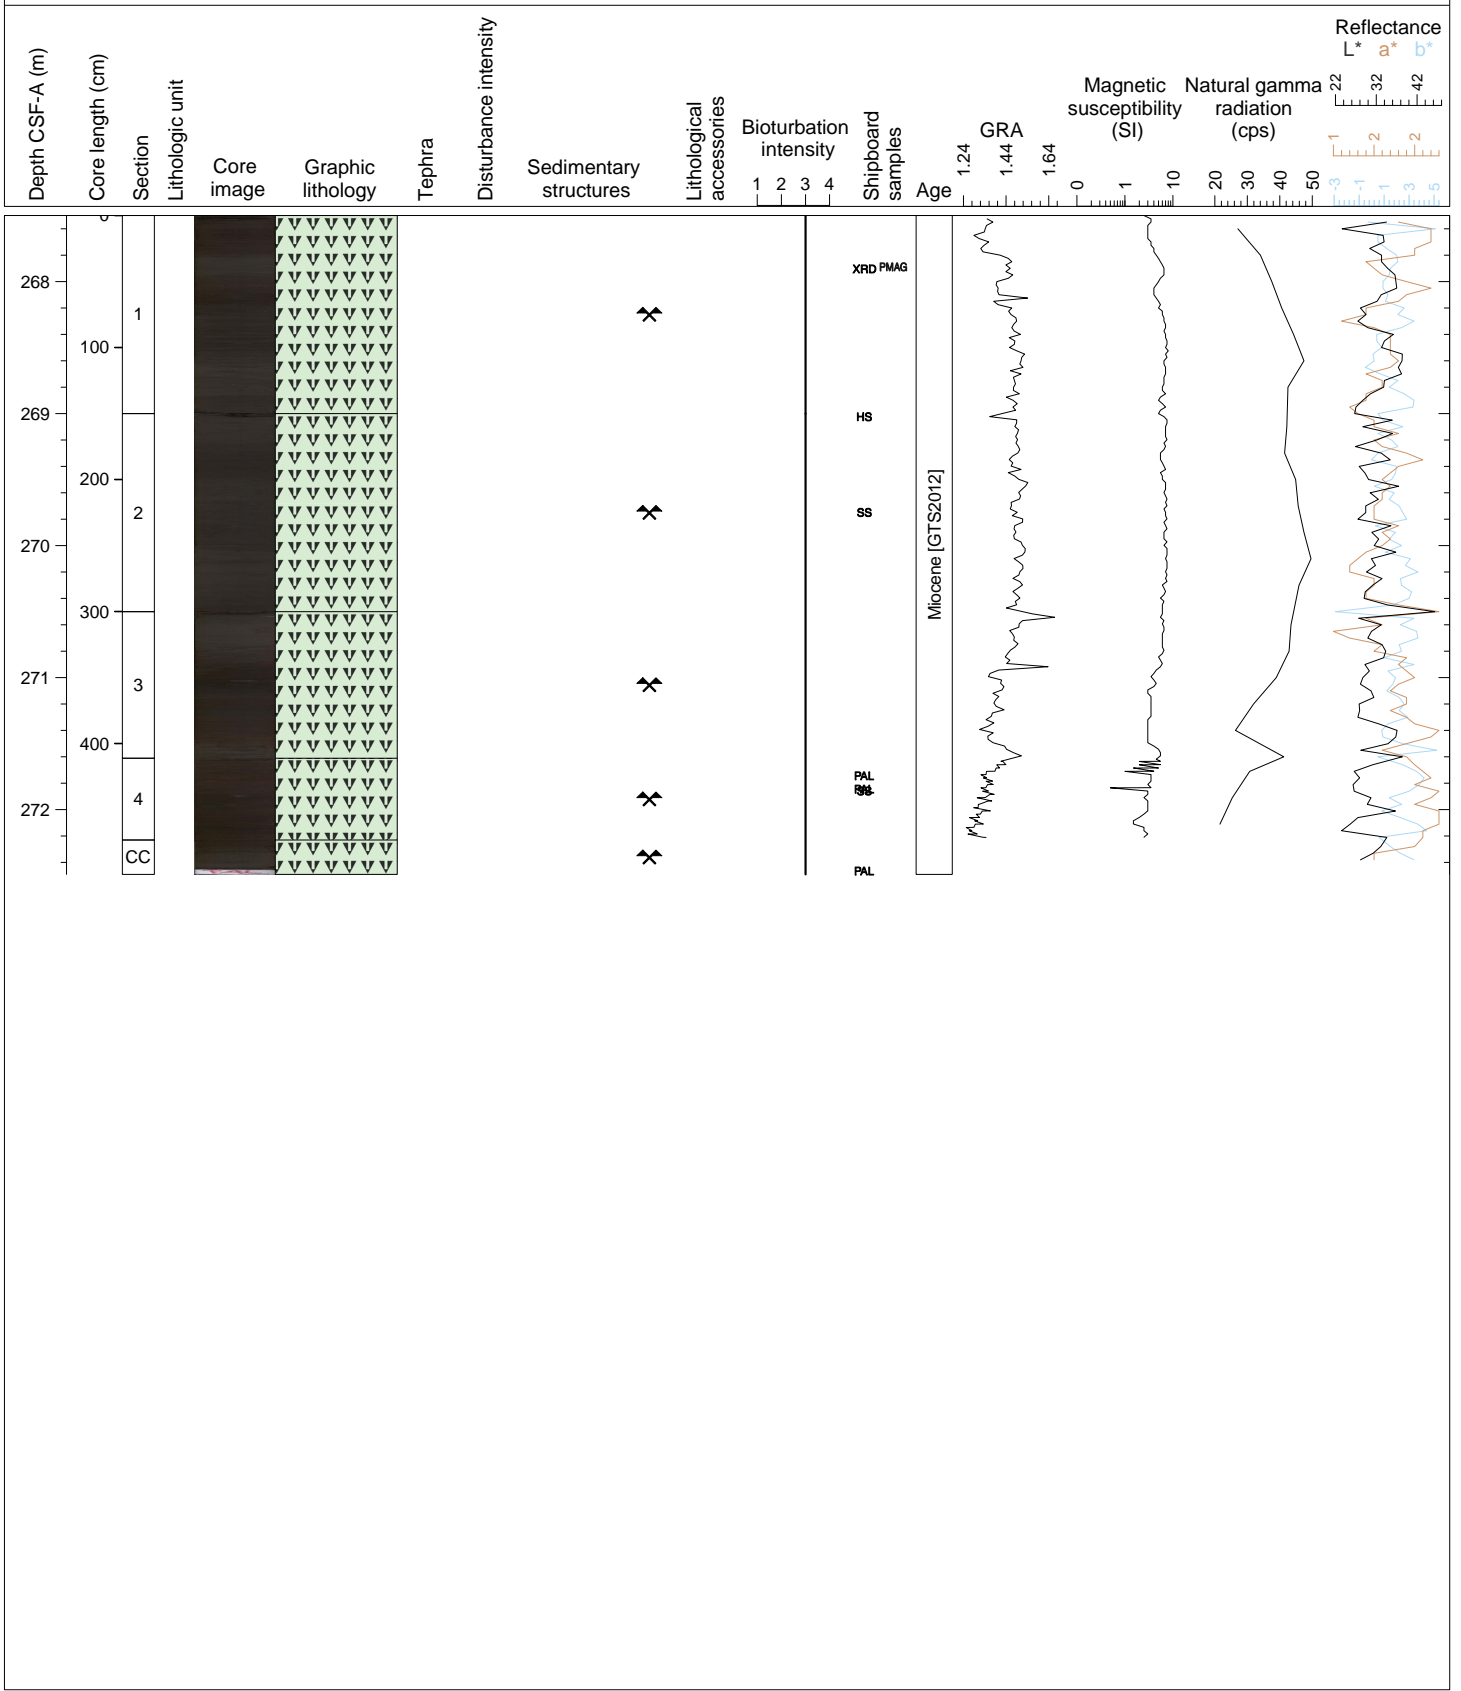 Depth CSF-A (m)
Core length (cm)
Section
Lithologic unit
Core
image
Graphic
lithology
Tephra
Disturbance intensity
Sedimentary
structures
Lithological
accessories
Bioturbation
intensity
1 2 3 4
Shipboard
samples
Age
GRA
1.24 1.44 1.64
Magnetic
susceptibility
(SI)
0 1 10
Natural gamma
radiation
(cps)
20 30 40 50
Reflectance
L* a* b*
22 32 42
1 2 2
-3 -1 1 3 5
0
XRD PMAG
268
1
100
269
HS
200
2
SS
270
Miocene [GTS2012]
300
271
3
400
PAL
4
272
CC
PAL